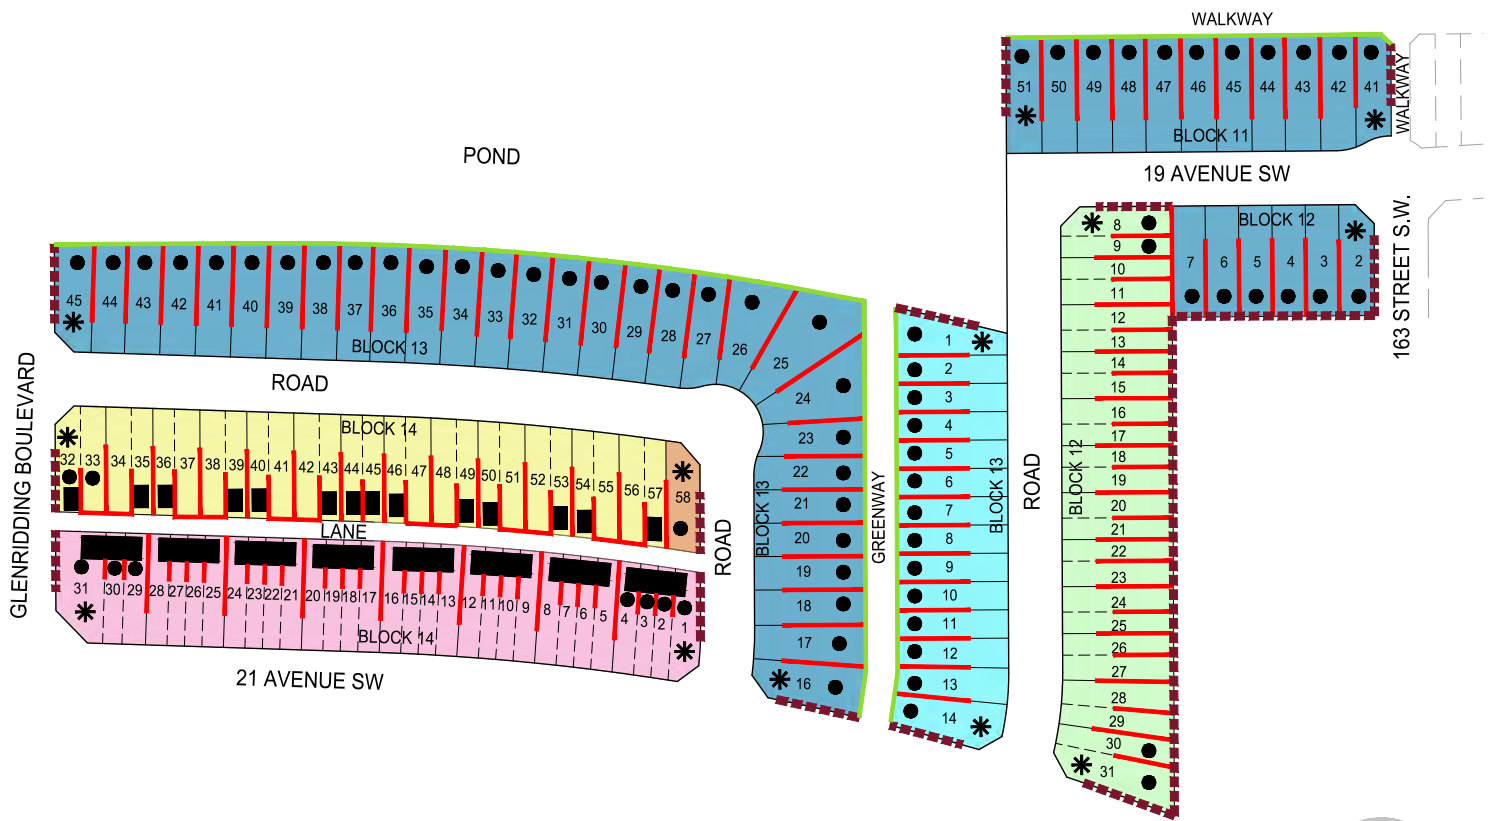 WALKWAY
51 50 49 48 47 46 45 44 43 42 41
WALKWAY
BLOCK 11
POND
19 AVENUE SW
BLOCK 12
7 6 5 4 3 2
163 STREET S.W.
45 44 43 42 41 40 39 38 37 36 35 34 33 32 31 30 29 28 27 26 25
24
23
22
21
20
19
18
17
16
BLOCK 13
BLOCK 13
ROAD
GLENRIDDING BOULEVARD
BLOCK 14
32 33 34 35 36 37 38 39 40 41 42 43 44 45 46 47 48 49 50 51 52 53 54 55 56 57 58
LANE
31 30 29 28 27 26 25 24 23 22 21 20 19 18 17 16 15 14 13 12 11 10 9 8 7 6 5 4 3 2 1
BLOCK 14
21 AVENUE SW
ROAD
GREENWAY
1
2
3
4
5
6
7
8
9
10
11
12
13
14
BLOCK 13
ROAD
BLOCK 12
8
9
10
11
12
13
14
15
16
17
18
19
20
21
22
23
24
25
26
27
28
29
30
31